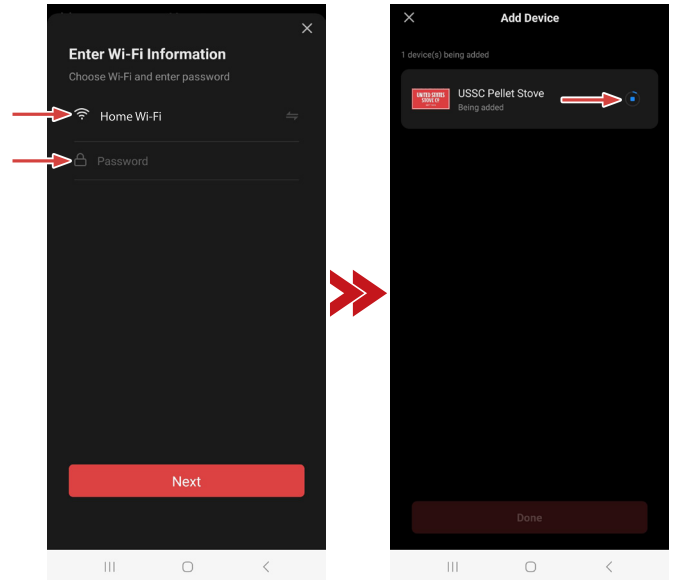 Enter Wi-Fi Information
Choose Wi-Fi and enter password
Home Wi-Fi
Password
Next
Add Device
1 device(s) being added
UNITED STATES
STOVE CO
USSC Pellet Stove
Being added
Done